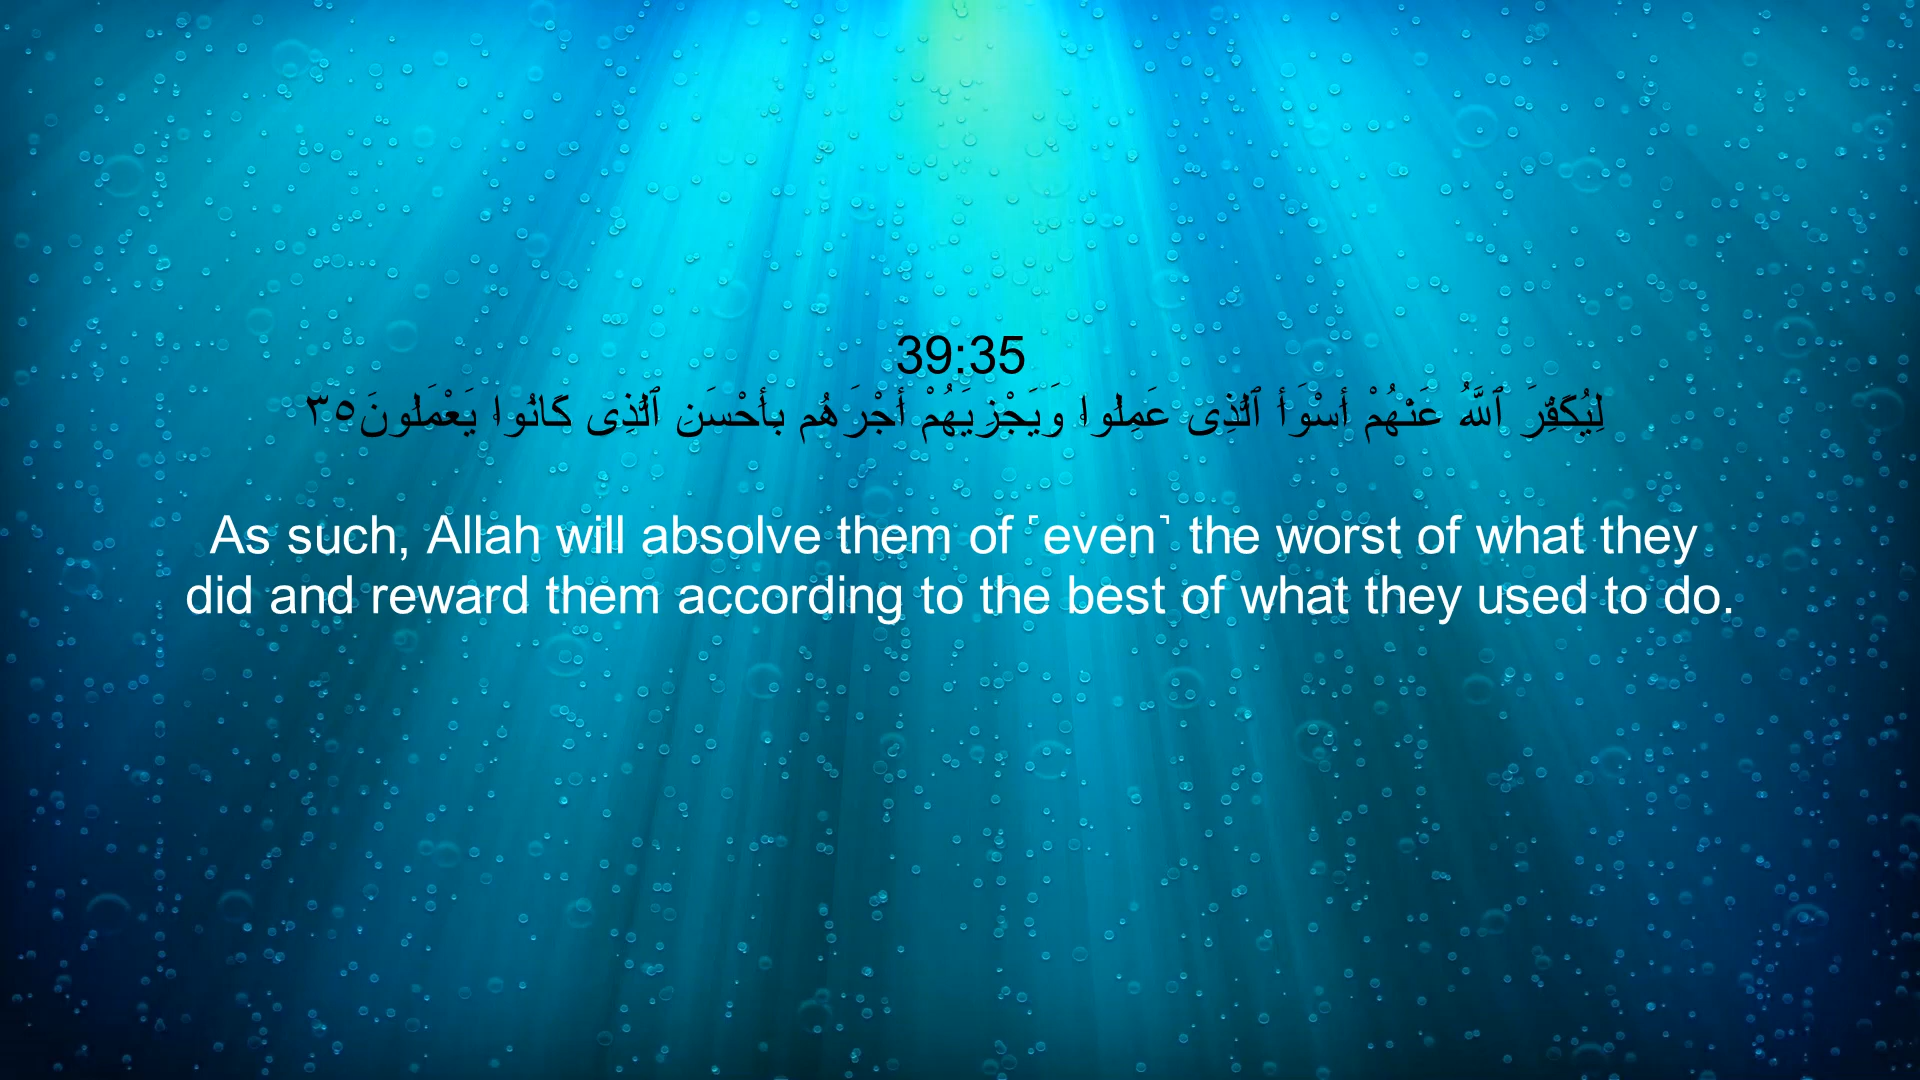 39:35
لِيُكَفِّرَ ٱللَّهُ عَنْهُمْ أَسْوَأَ ٱلَّذِى عَمِلُوا۟ وَيَجْزِيَهُمْ أَجْرَهُم بِأَحْسَنِ ٱلَّذِى كَانُوا۟ يَعْمَلُونَ٣٥
As such, Allah will absolve them of ˹even˺ the worst of what they
did and reward them according to the best of what they used to do.